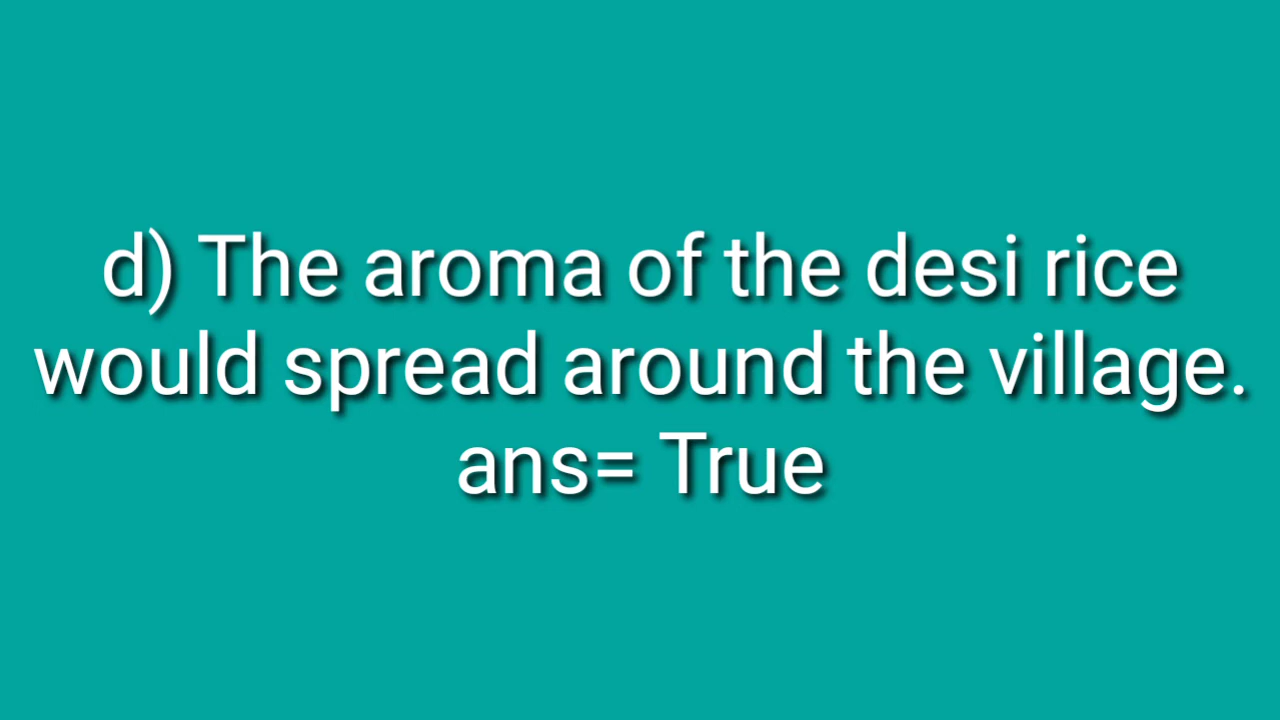 d) The aroma of the desi rice
would spread around the village.
ans= True